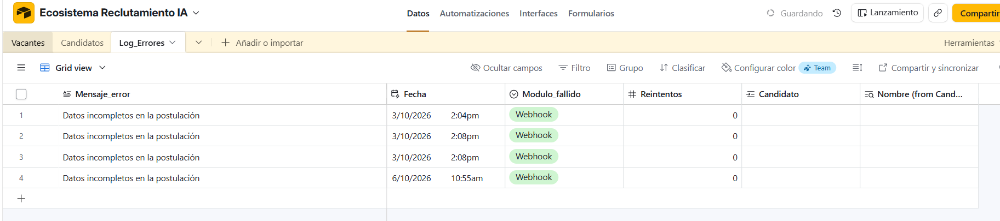 Ecosistema Reclutamiento IA
Datos Automatizaciones Interfaces Formularios
Guardando Lanzamiento Compartir
Vacantes Candidatos Log_Errores Añadir o importar Herramientas
Grid view Ocultar campos Filtro Grupo Clasificar Configurar color Team Compartir y sincronizar
Mensaje_error Fecha Modulo_fallido Reintentos Candidato Nombre (from Cand...
1 Datos incompletos en la postulación 3/10/2026 2:04pm Webhook 0
2 Datos incompletos en la postulación 3/10/2026 2:08pm Webhook 0
3 Datos incompletos en la postulación 3/10/2026 2:08pm Webhook 0
4 Datos incompletos en la postulación 6/10/2026 10:55am Webhook 0